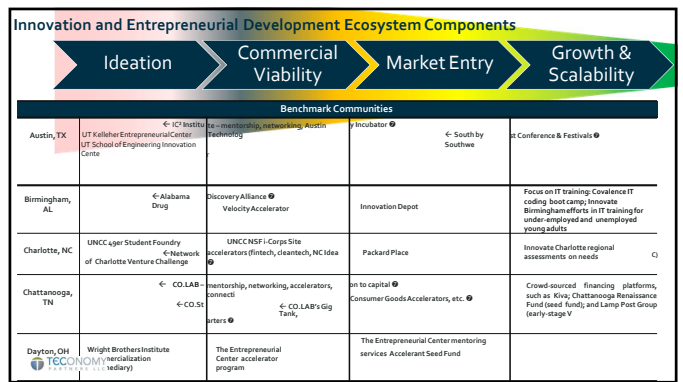 Innovation and Entrepreneurial Development Ecosystem Components
Ideation
Commercial
Viability
Market Entry
Growth &
Scalability
Benchmark Communities
Austin, TX
← IC² Institu
UT Kelleher Entrepreneurial Center
UT School of Engineering Innovation
Cente
te – mentorship, networking, Austin
Technolog
r
y Incubator ❷
← South by
Southwe
st Conference & Festivals ❷
Birmingham,
AL
← Alabama
Drug
Discovery Alliance ❷
Velocity Accelerator
Innovation Depot
Focus on IT training: Covalence IT
coding boot camp; Innovate
Birmingham efforts in IT training for
under-employed and unemployed
young adults
Charlotte, NC
UNCC 49er Student Foundry
← Network
of Charlotte Venture Challenge
UNCC NSF i-Corps Site
accelerators (fintech, cleantech, NC Idea
❷
Packard Place
Innovate Charlotte regional
assessments on needs
C)
Chattanooga,
TN
← CO.LAB –
← CO.St
mentorship, networking, accelerators,
connecti
← CO.LAB's Gig
Tank,
arters ❷
on to capital ❷
Consumer Goods Accelerators, etc. ❷
Crowd-sourced financing platforms,
such as Kiva; Chattanooga Renaissance
Fund (seed fund); and Lamp Post Group
(early-stage V
Dayton, OH
Wright Brothers Institute
mercialization
mediary)
The Entrepreneurial
Center accelerator
program
The Entrepreneurial Center mentoring
services Accelerant Seed Fund
TECONOMY
PARTNERS LLC